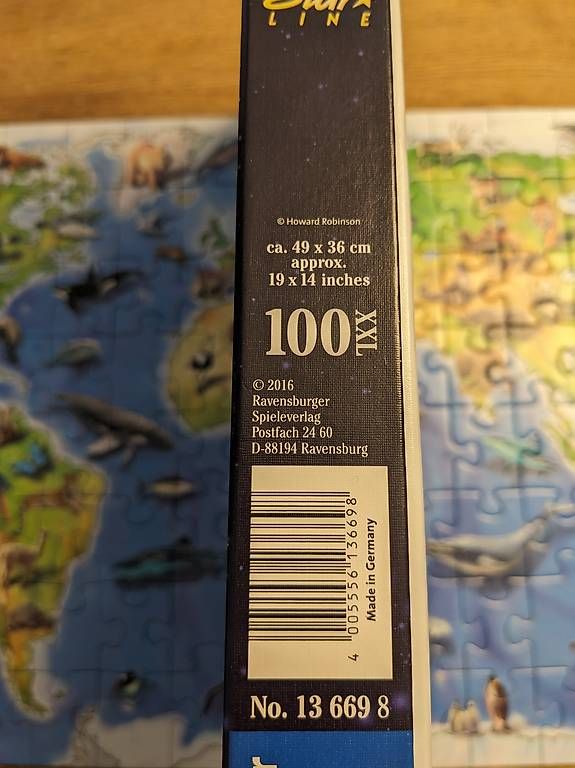 Star
LINE
© Howard Robinson
ca. 49 x 36 cm
approx.
19 x 14 inches
100 XXL
© 2016
Ravensburger
Spieleverlag
Postfach 24 60
D-88194 Ravensburg
4 005556 136698
Made in Germany
No. 13 669 8